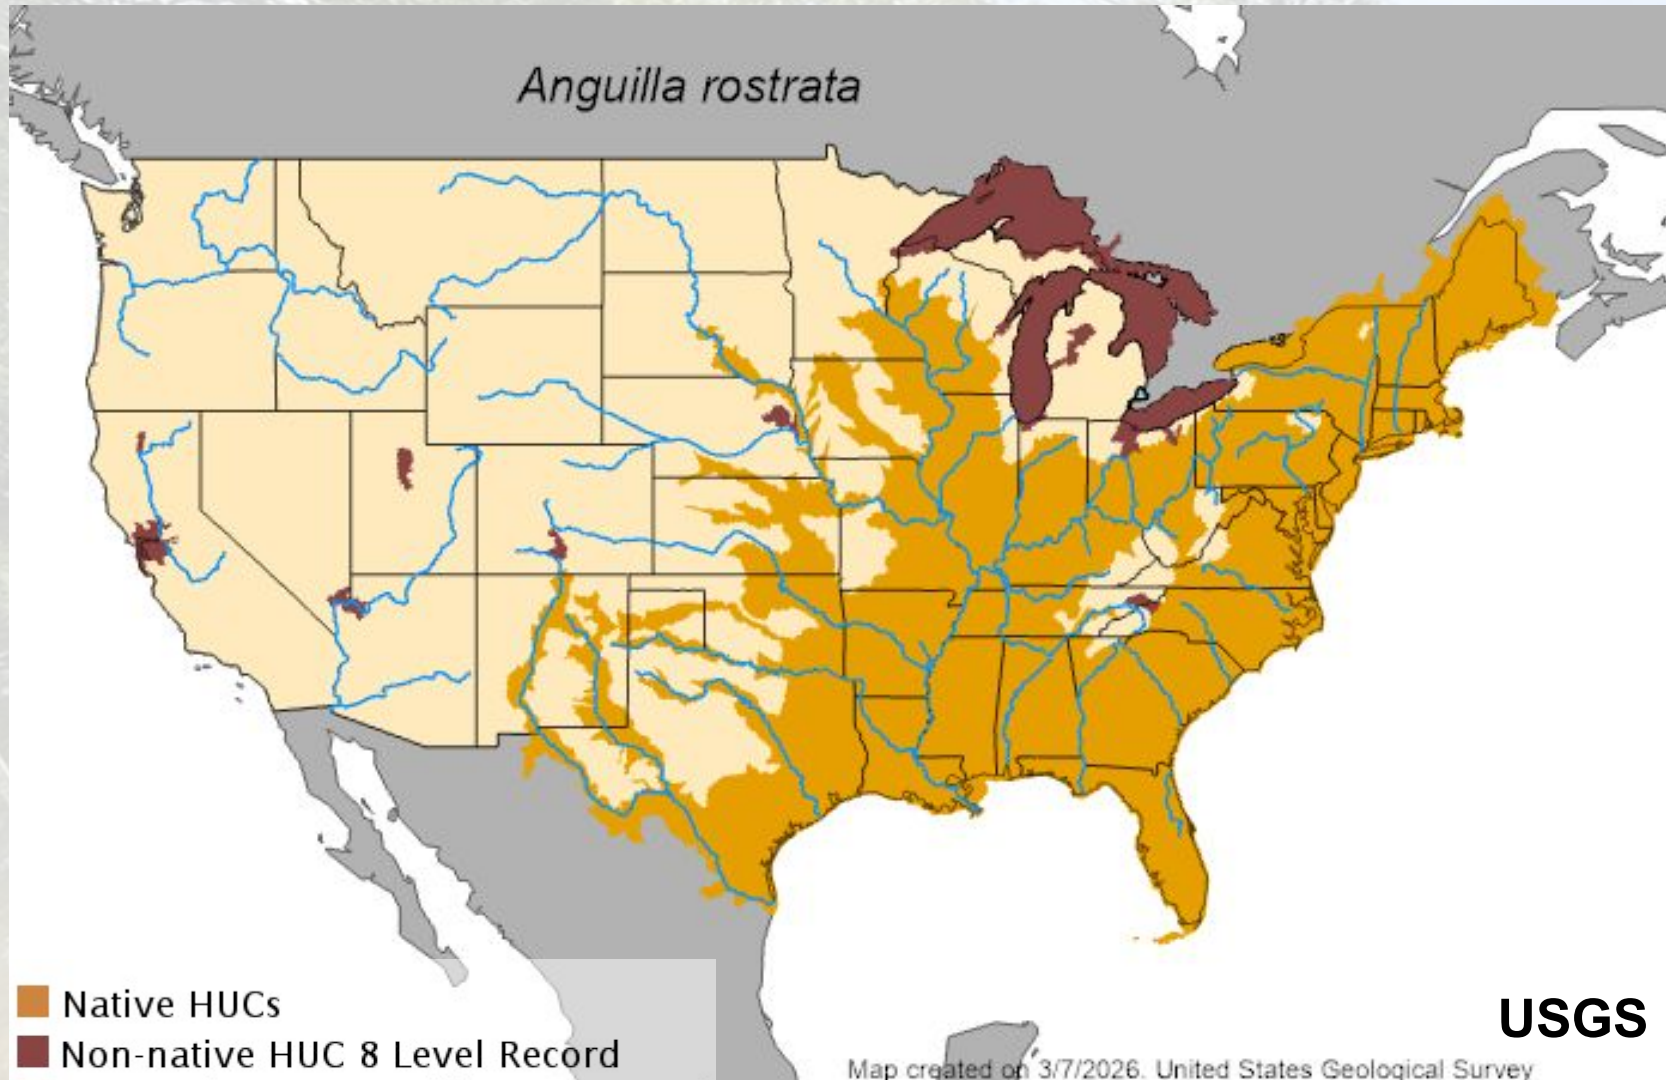 Anguilla rostrata
Native HUCs
Non-native HUC 8 Level Record
USGS
Map created on 3/7/2026. United States Geological Survey